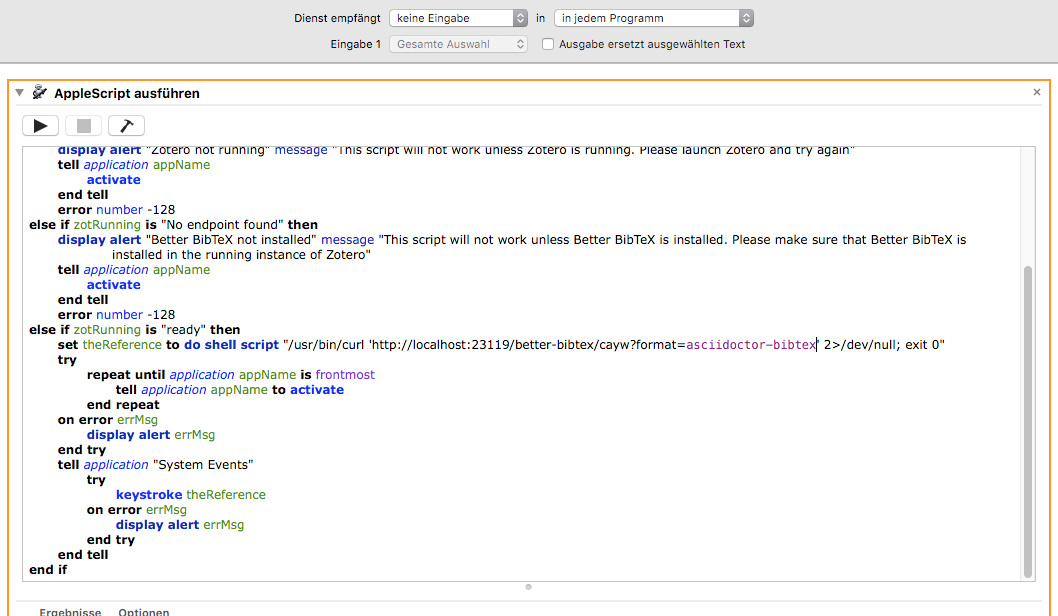 Dienst empfängt keine Eingabe in in jedem Programm
Eingabe 1 Gesamte Auswahl Ausgabe ersetzt ausgewählten Text
AppleScript ausführen
display alert "Zotero not running" message "This script will not work unless Zotero is running. Please launch Zotero and try again"
tell application appName
activate
end tell
error number -128
else if zotRunning is "No endpoint found" then
display alert "Better BibTeX not installed" message "This script will not work unless Better BibTeX is installed. Please make sure that Better BibTeX is
installed in the running instance of Zotero"
tell application appName
activate
end tell
error number -128
else if zotRunning is "ready" then
set theReference to do shell script "/usr/bin/curl 'http://localhost:23119/better-bibtex/cayw?format=asciidoctor-bibtex' 2>/dev/null; exit 0"
try
repeat until application appName is frontmost
tell application appName to activate
end repeat
on error errMsg
display alert errMsg
end try
tell application "System Events"
try
keystroke theReference
on error errMsg
display alert errMsg
end try
end tell
end if
Ergebnisse Optionen